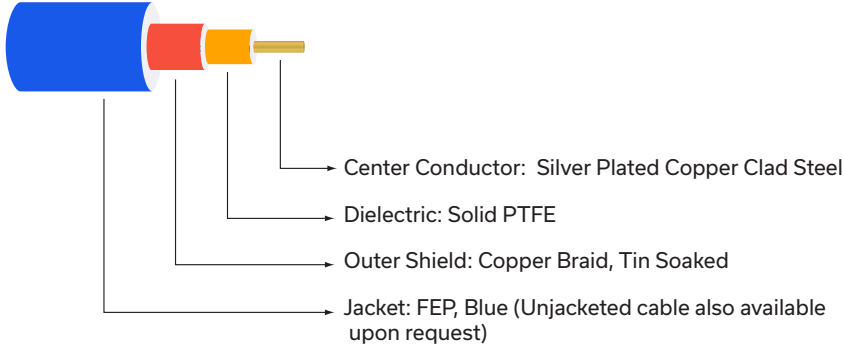 Center Conductor: Silver Plated Copper Clad Steel
Dielectric: Solid PTFE
Outer Shield: Copper Braid, Tin Soaked
Jacket: FEP, Blue (Unjacketed cable also available
upon request)